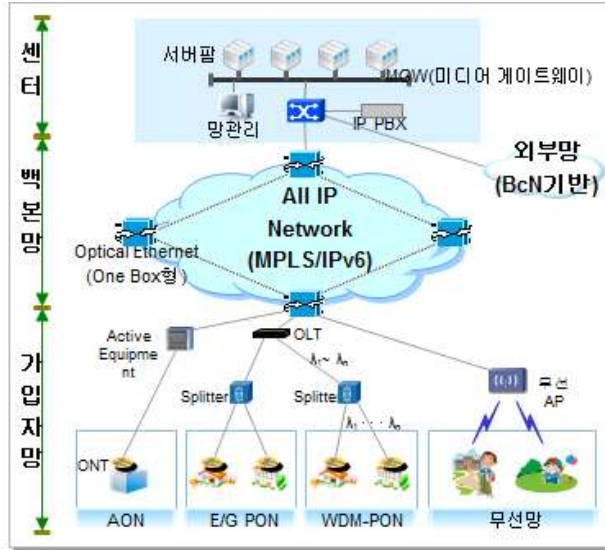 센터
서버팜
MGW(미디어 게이트웨이)
망관리
IP PBX
외부망
(BcN기반)
백본망
All IP
Network
(MPLS/IPv6)
Optical Ethernet
(One Box형)
가입자망
Active
Equipme
nt
OLT
λ₁~ λₙ
무선
AP
Splitter
Splitte
λ₁ · · · λₙ
ONT
AON
E/G PON
WDM-PON
무선망